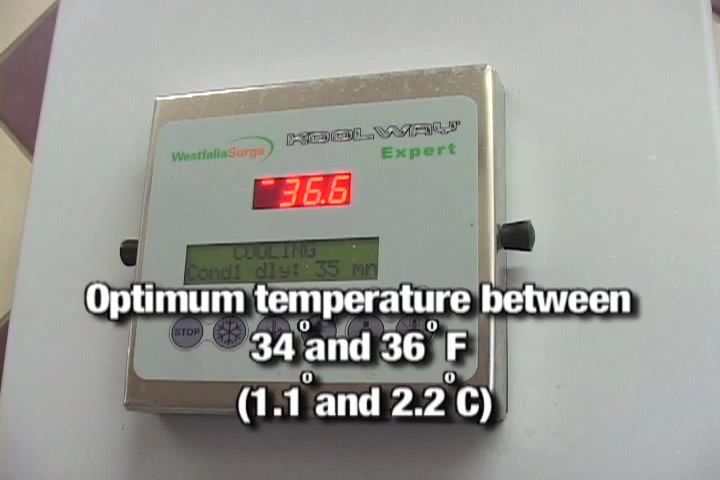 WestfaliaSurge
KOOLWAY
Expert
36.6
COOLING
Cond1 dly: 35 mn
STOP
Optimum temperature between
34° and 36° F
(1.1° and 2.2° C)